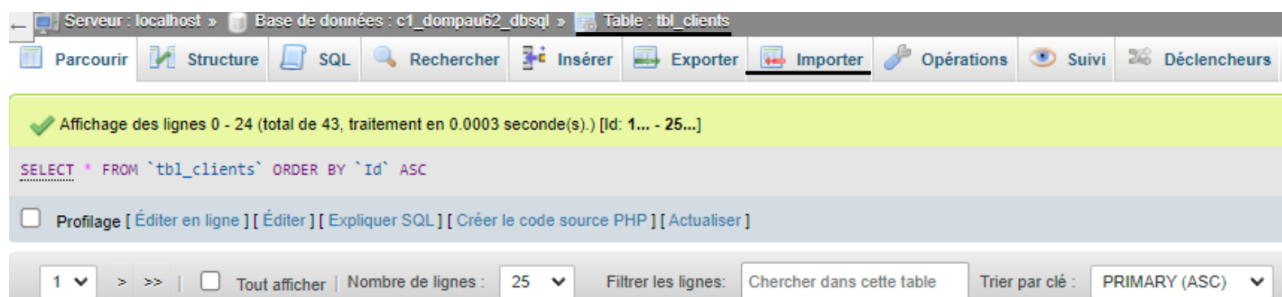 ← Serveur : localhost » Base de données : c1_dompau62_dbsql » Table : tbl_clients
Parcourir Structure SQL Rechercher Insérer Exporter Importer Opérations Suivi Déclencheurs
Affichage des lignes 0 - 24 (total de 43, traitement en 0.0003 seconde(s).) [Id: 1... - 25...]
SELECT * FROM `tbl_clients` ORDER BY `Id` ASC
Profilage [ Éditer en ligne ] [ Éditer ] [ Expliquer SQL ] [ Créer le code source PHP ] [ Actualiser ]
1 > >> | Tout afficher | Nombre de lignes : 25 Filtrer les lignes: Chercher dans cette table Trier par clé : PRIMARY (ASC)